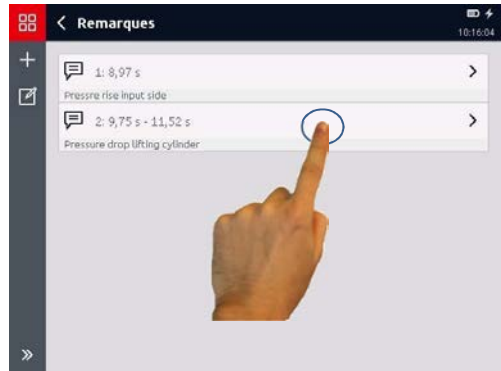 Remarques
10:16:04
1: 8,97 s
Pressre rise input side
2: 9,75 s - 11,52 s
Pressure drop lifting cylinder